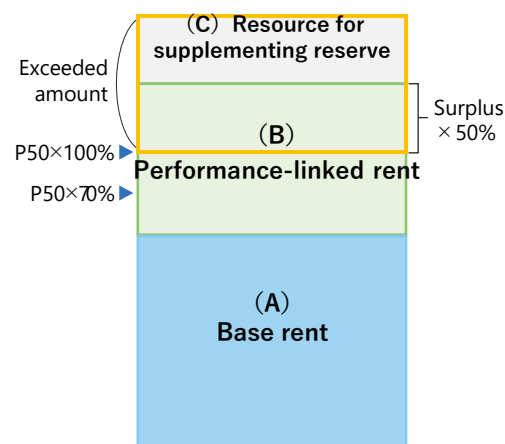 (C) Resource for
supplementing reserve
Exceeded
amount
Surplus
×50%
(B)
P50×100%
Performance-linked rent
P50×70%
(A)
Base rent